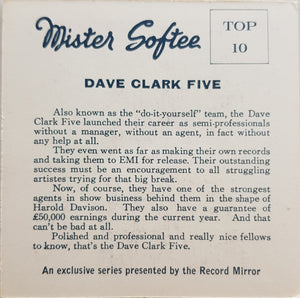 Mister Softee
TOP
10
DAVE CLARK FIVE
Also known as the "do-it-yourself" team, the Dave
Clark Five launched their career as semi-professionals
without a manager, without an agent, in fact without
any help at all.
They even went as far as making their own records
and taking them to EMI for release. Their outstanding
success must be an encouragement to all struggling
artistes trying for that big break.
Now, of course, they have one of the strongest
agents in show business behind them in the shape of
Harold Davison. They also have a guarantee of
£50,000 earnings during the current year. And that
can't be bad at all.
Polished and professional and really nice fellows
to know, that's the Dave Clark Five.
An exclusive series presented by the Record Mirror